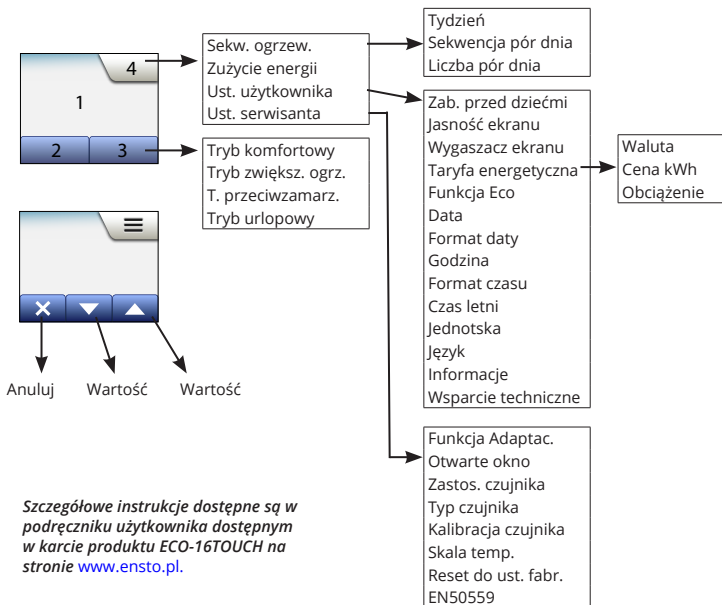 4
1
2
3
Sekw. ogrzew.
Zużycie energii
Ust. użytkownika
Ust. serwisanta
Tryb komfortowy
Tryb zwiększ. ogrz.
T. przeciwzamarz.
Tryb urlopowy
Tydzień
Sekwencja pór dnia
Liczba pór dnia
Zab. przed dziećmi
Jasność ekranu
Wygaszacz ekranu
Taryfa energetyczna
Funkcja Eco
Data
Format daty
Godzina
Format czasu
Czas letni
Jednotska
Język
Informacje
Wsparcie techniczne
Waluta
Cena kWh
Obciążenie
Funkcja Adaptac.
Otwarte okno
Zastos. czujnika
Typ czujnika
Kalibracja czujnika
Skala temp.
Reset do ust. fabr.
EN50559
Anuluj Wartość Wartość
Szczegółowe instrukcje dostępne są w
podręczniku użytkownika dostępnym
w karcie produktu ECO-16TOUCH na
stronie www.ensto.pl.